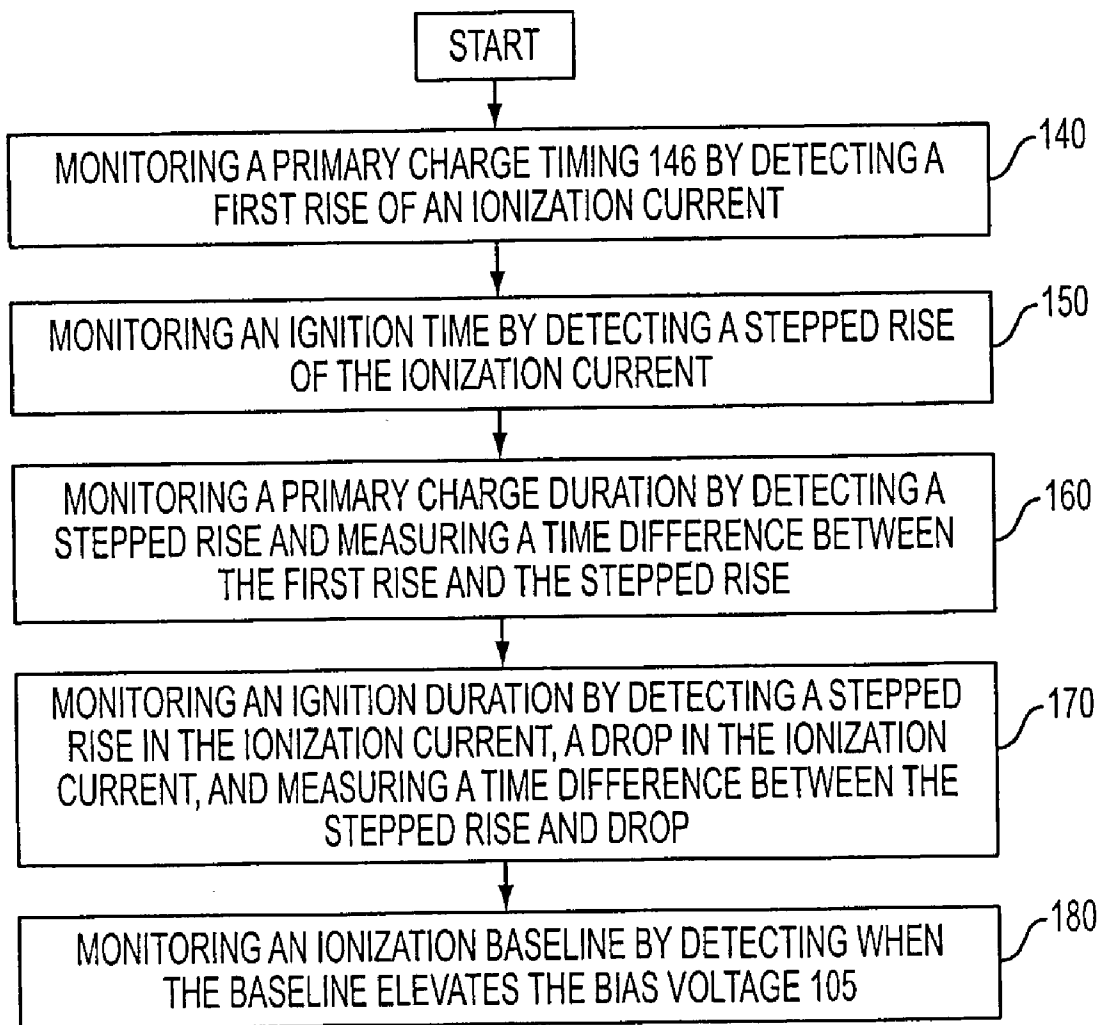 START
MONITORING A PRIMARY CHARGE TIMING 146 BY DETECTING A
FIRST RISE OF AN IONIZATION CURRENT
140
MONITORING AN IGNITION TIME BY DETECTING A STEPPED RISE
OF THE IONIZATION CURRENT
150
MONITORING A PRIMARY CHARGE DURATION BY DETECTING A
STEPPED RISE AND MEASURING A TIME DIFFERENCE BETWEEN
THE FIRST RISE AND THE STEPPED RISE
160
MONITORING AN IGNITION DURATION BY DETECTING A STEPPED
RISE IN THE IONIZATION CURRENT, A DROP IN THE IONIZATION
CURRENT, AND MEASURING A TIME DIFFERENCE BETWEEN THE
STEPPED RISE AND DROP
170
MONITORING AN IONIZATION BASELINE BY DETECTING WHEN
THE BASELINE ELEVATES THE BIAS VOLTAGE 105
180